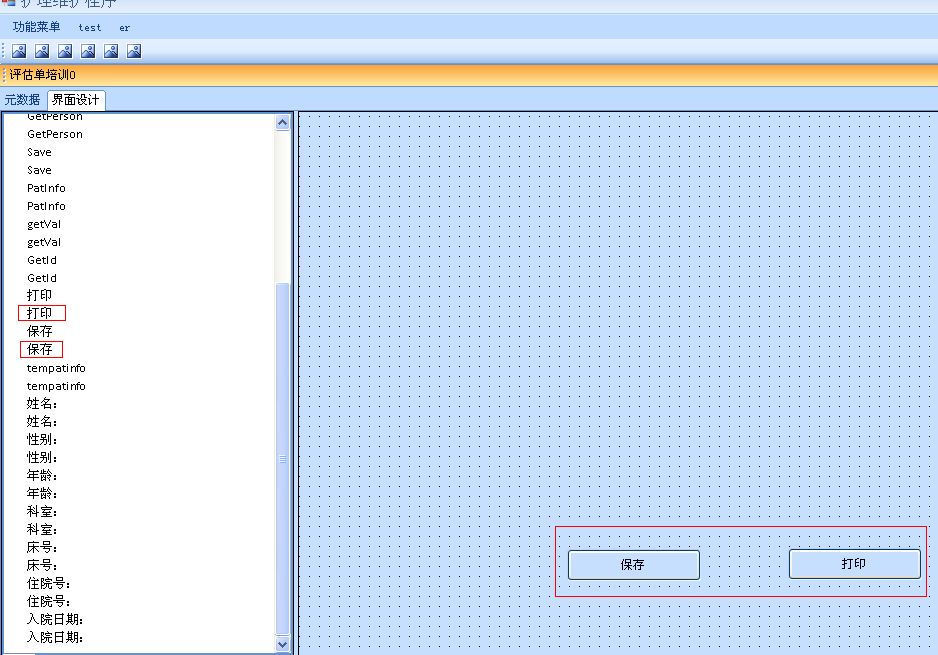 护理维护程序
功能菜单 test er
评估单培训0
元数据 界面设计
GetPerson
GetPerson
Save
Save
PatInfo
PatInfo
getVal
getVal
GetId
GetId
打印
打印
保存
保存
tempatinfo
tempatinfo
姓名:
姓名:
性别:
性别:
年龄:
年龄:
科室:
科室:
床号:
床号:
住院号:
住院号:
入院日期:
入院日期:
保存 打印